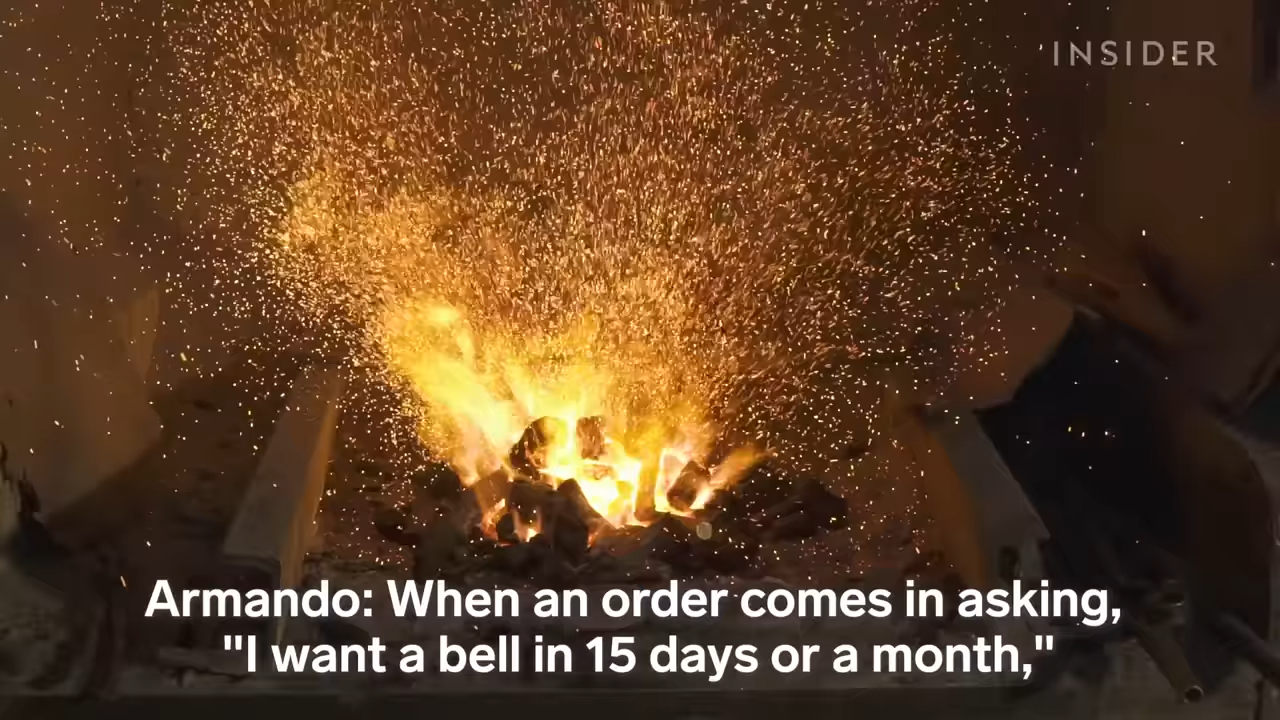 INSIDER
Armando: When an order comes in asking,
"I want a bell in 15 days or a month,"